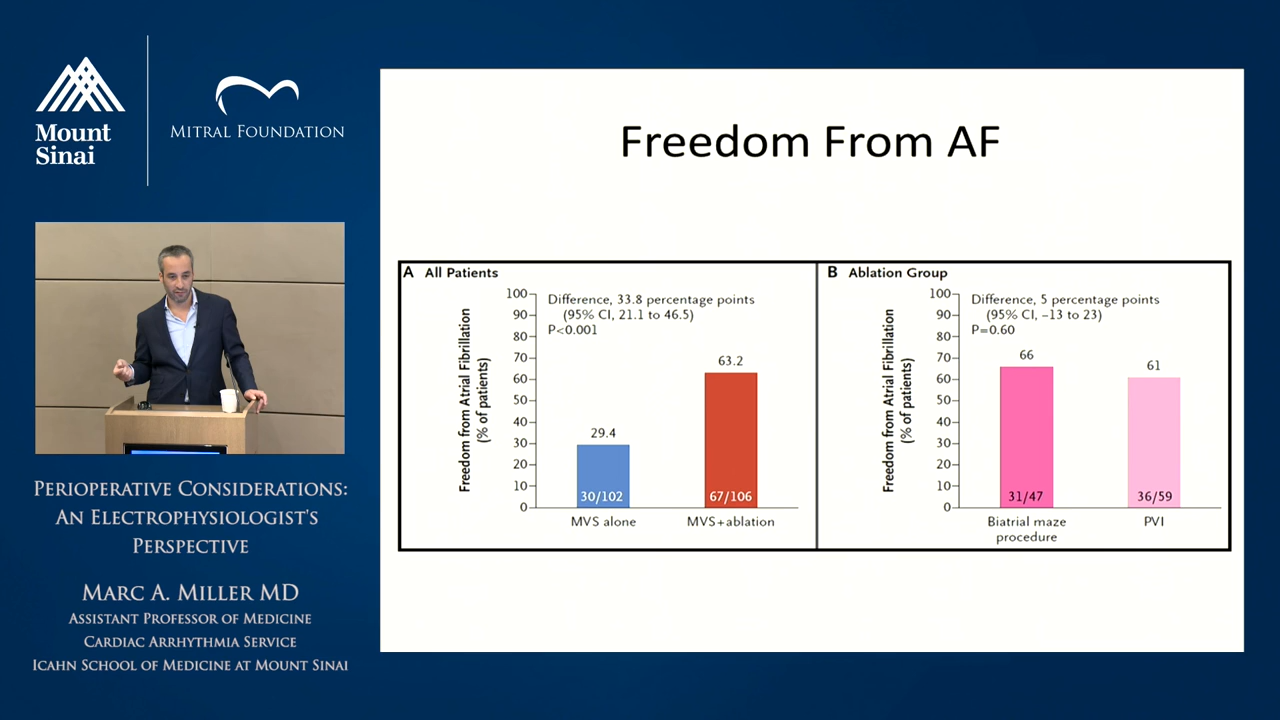 Mount
Sinai
MITRAL FOUNDATION
PERIOPERATIVE CONSIDERATIONS:
AN ELECTROPHYSIOLOGIST'S
PERSPECTIVE
MARC A. MILLER MD
ASSISTANT PROFESSOR OF MEDICINE
CARDIAC ARRHYTHMIA SERVICE
ICAHN SCHOOL OF MEDICINE AT MOUNT SINAI
Freedom From AF
A All Patients
Freedom from Atrial Fibrillation
(% of patients)
100
90
80
70
60
50
40
30
20
10
0
Difference, 33.8 percentage points
(95% CI, 21.1 to 46.5)
P<0.001
29.4
30/102
MVS alone
63.2
67/106
MVS+ablation
B Ablation Group
Freedom from Atrial Fibrillation
(% of patients)
100
90
80
70
60
50
40
30
20
10
0
Difference, 5 percentage points
(95% CI, −13 to 23)
P=0.60
66
31/47
Biatrial maze
procedure
61
36/59
PVI